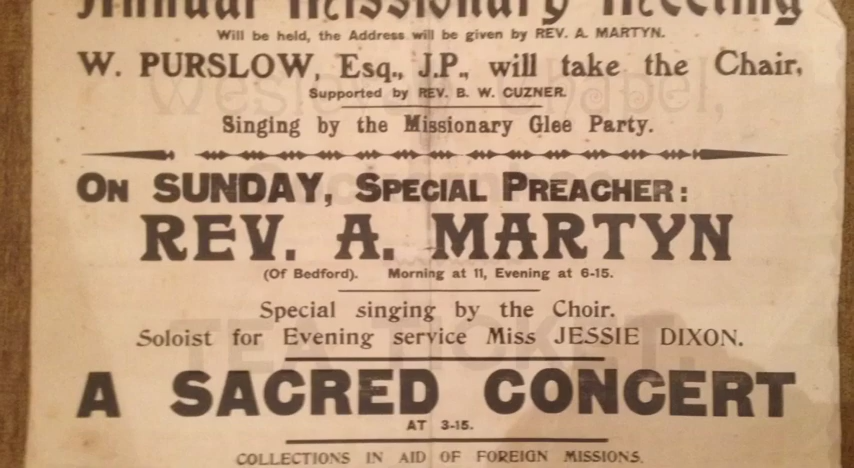 Annual Missionary Meeting
Will be held, the Address will be given by REV. A. MARTYN.
W. PURSLOW, Esq., J.P., will take the Chair,
Supported by REV. B. W. CUZNER.
Singing by the Missionary Glee Party.
ON SUNDAY, SPECIAL PREACHER:
REV. A. MARTYN
(Of Bedford). Morning at 11, Evening at 6-15.
Special singing by the Choir.
Soloist for Evening service Miss JESSIE DIXON.
A SACRED CONCERT
AT 3-15.
COLLECTIONS IN AID OF FOREIGN MISSIONS.